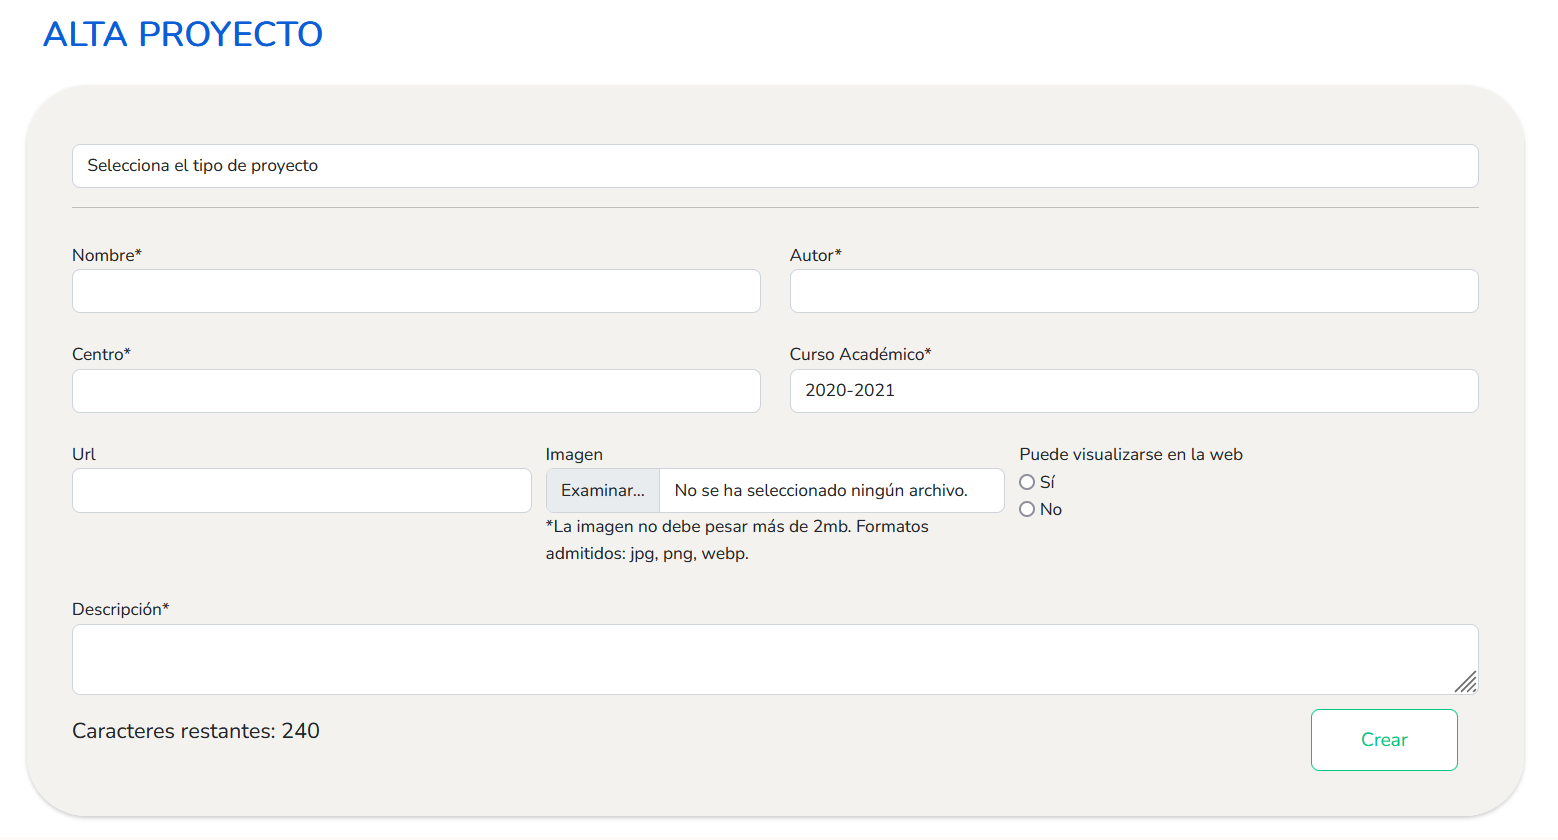 ALTA PROYECTO
Selecciona el tipo de proyecto
Nombre*
Autor*
Centro*
Curso Académico*
2020-2021
Url
Imagen
Puede visualizarse en la web
Examinar... No se ha seleccionado ningún archivo.
Sí
No
*La imagen no debe pesar más de 2mb. Formatos
admitidos: jpg, png, webp.
Descripción*
Caracteres restantes: 240
Crear